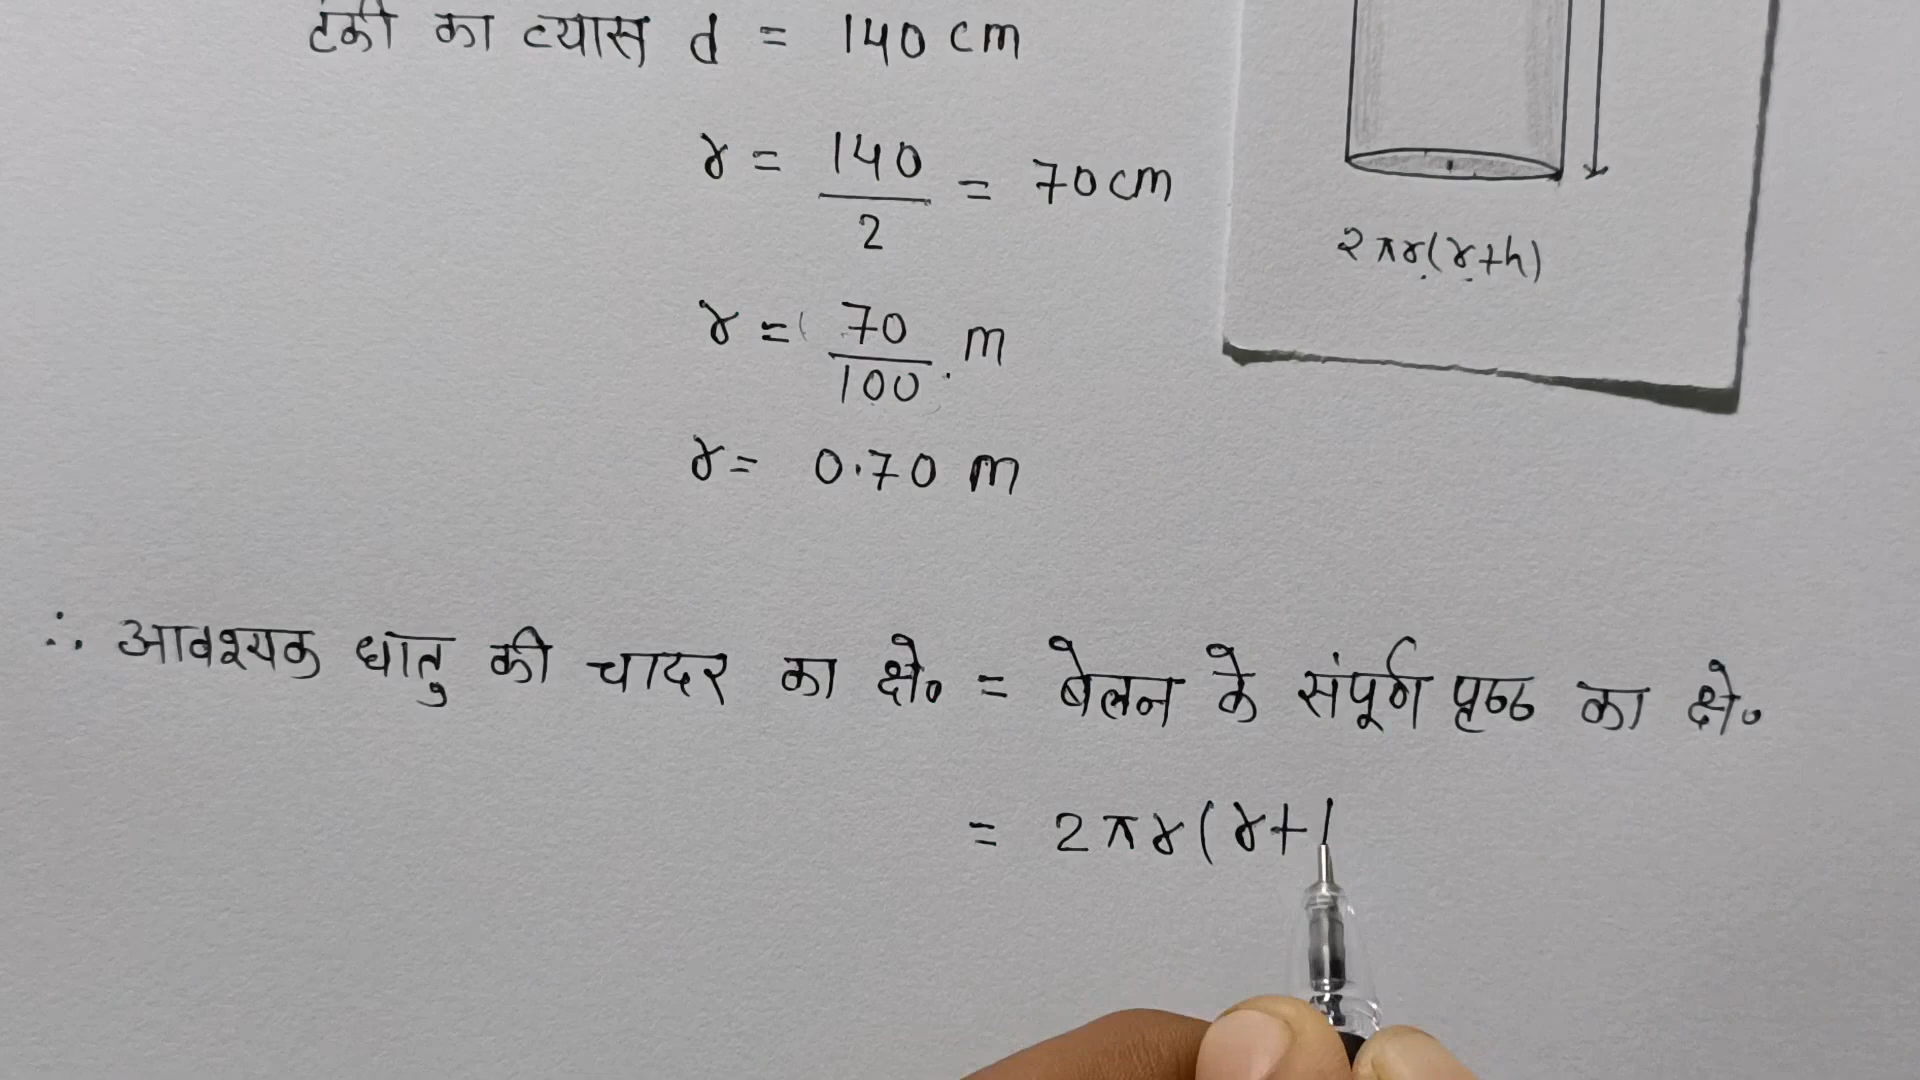 टंकी का व्यास d = 140 cm
r = 140/2 = 70 cm
r = 70/100 m
r = 0.70 m
2πr(r+h)
∴ आवश्यक धातु की चादर का क्षे० = बेलन के संपूर्ण पृष्ठ का क्षे०
= 2πr(r+